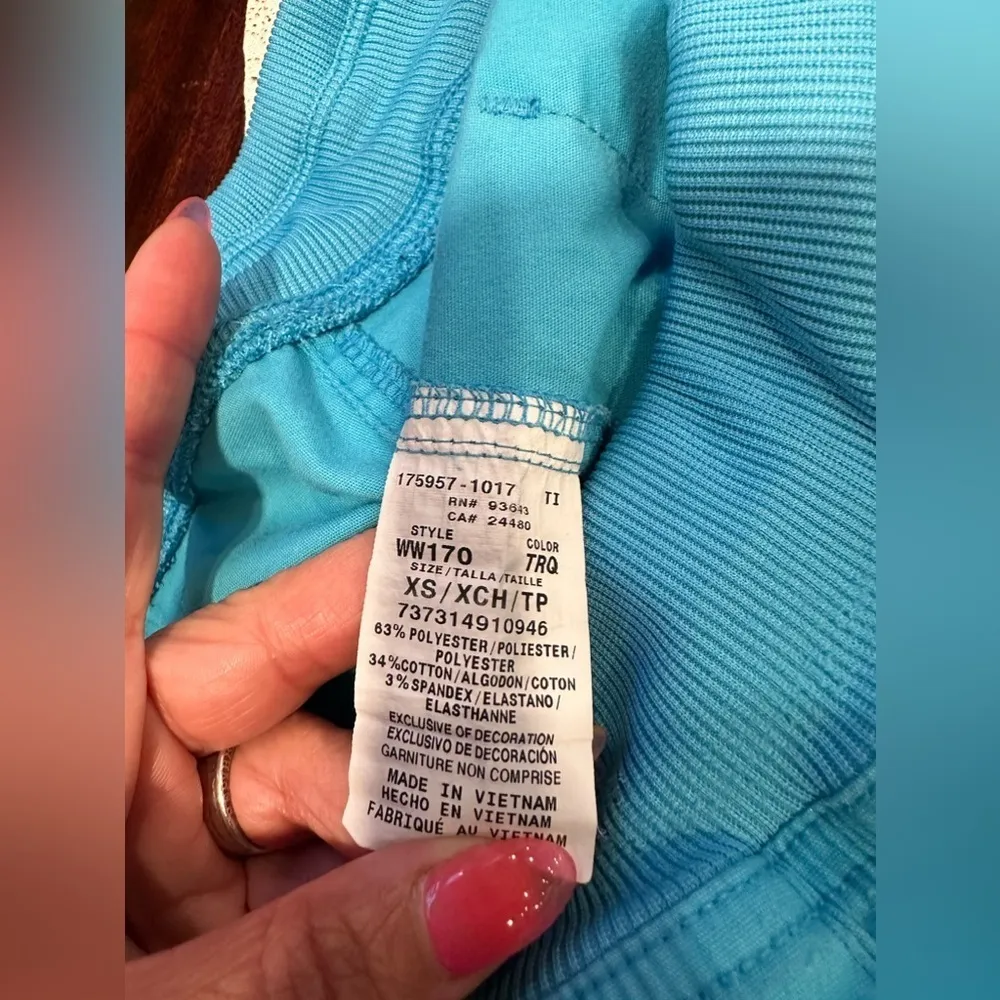 175957-1017 TI
RN# 93643
CA# 24480
STYLE COLOR
WW170 TRQ
SIZE/TALLA/TAILLE
XS/XCH/TP
737314910946
63% POLYESTER/POLIESTER/
POLYESTER
34%COTTON/ALGODON/COTON
3% SPANDEX/ELASTANO/
ELASTHANNE
EXCLUSIVE OF DECORATION
EXCLUSIVO DE DECORACIÓN
GARNITURE NON COMPRISE
MADE IN VIETNAM
HECHO EN VIETNAM
FABRIQUÉ AU VIETNAM